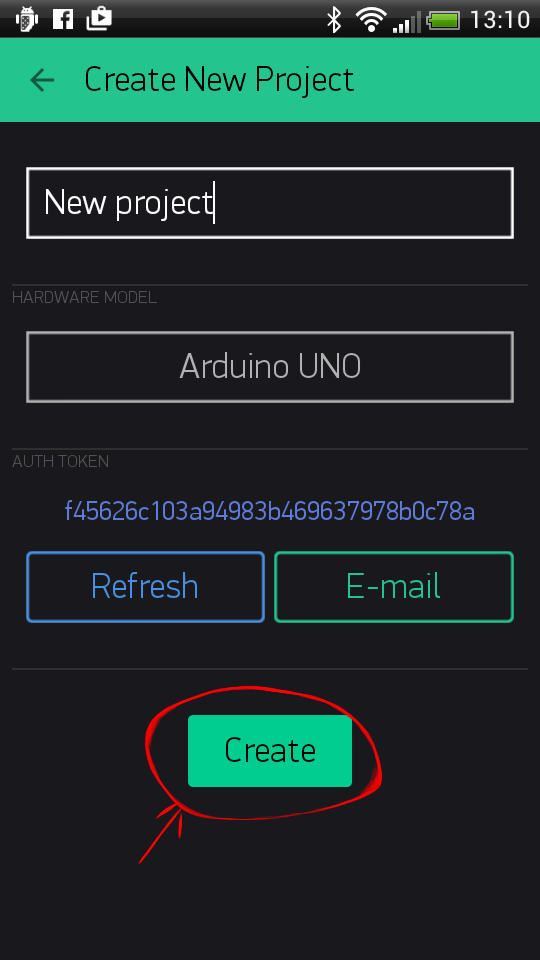 13:10
Create New Project
New project
HARDWARE MODEL
Arduino UNO
AUTH TOKEN
f45626c103a94983b469637978b0c78a
Refresh
E-mail
Create